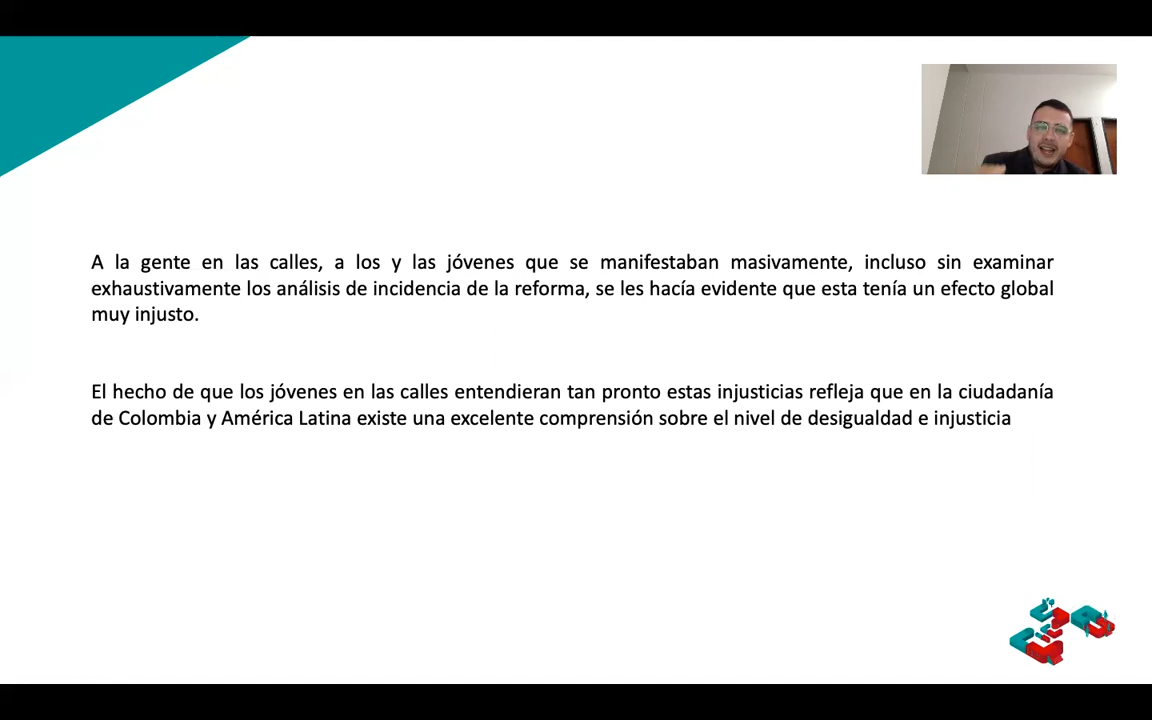 A la gente en las calles, a los y las jóvenes que se manifestaban masivamente, incluso sin examinar
exhaustivamente los análisis de incidencia de la reforma, se les hacía evidente que esta tenía un efecto global
muy injusto.
El hecho de que los jóvenes en las calles entendieran tan pronto estas injusticias refleja que en la ciudadanía
de Colombia y América Latina existe una excelente comprensión sobre el nivel de desigualdad e injusticia